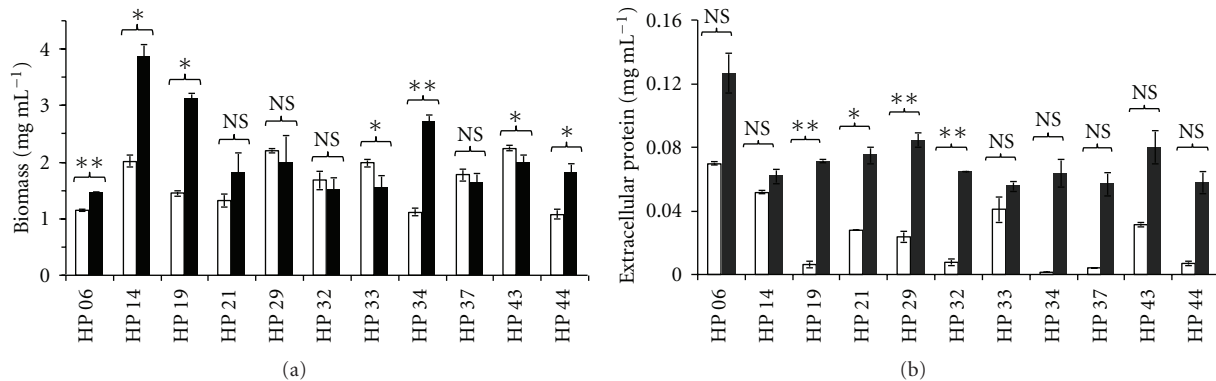 Biomass (mg mL−1)
4
3
2
1
0
∗∗
∗
∗
NS
NS
NS
∗
∗∗
NS
∗
∗
HP 06
HP 14
HP 19
HP 21
HP 29
HP 32
HP 33
HP 34
HP 37
HP 43
HP 44
(a)
Extracellular protein (mg mL−1)
0.16
0.12
0.08
0.04
0
NS
NS
∗∗
∗
∗∗
∗∗
NS
NS
NS
NS
NS
HP 06
HP 14
HP 19
HP 21
HP 29
HP 32
HP 33
HP 34
HP 37
HP 43
HP 44
(b)